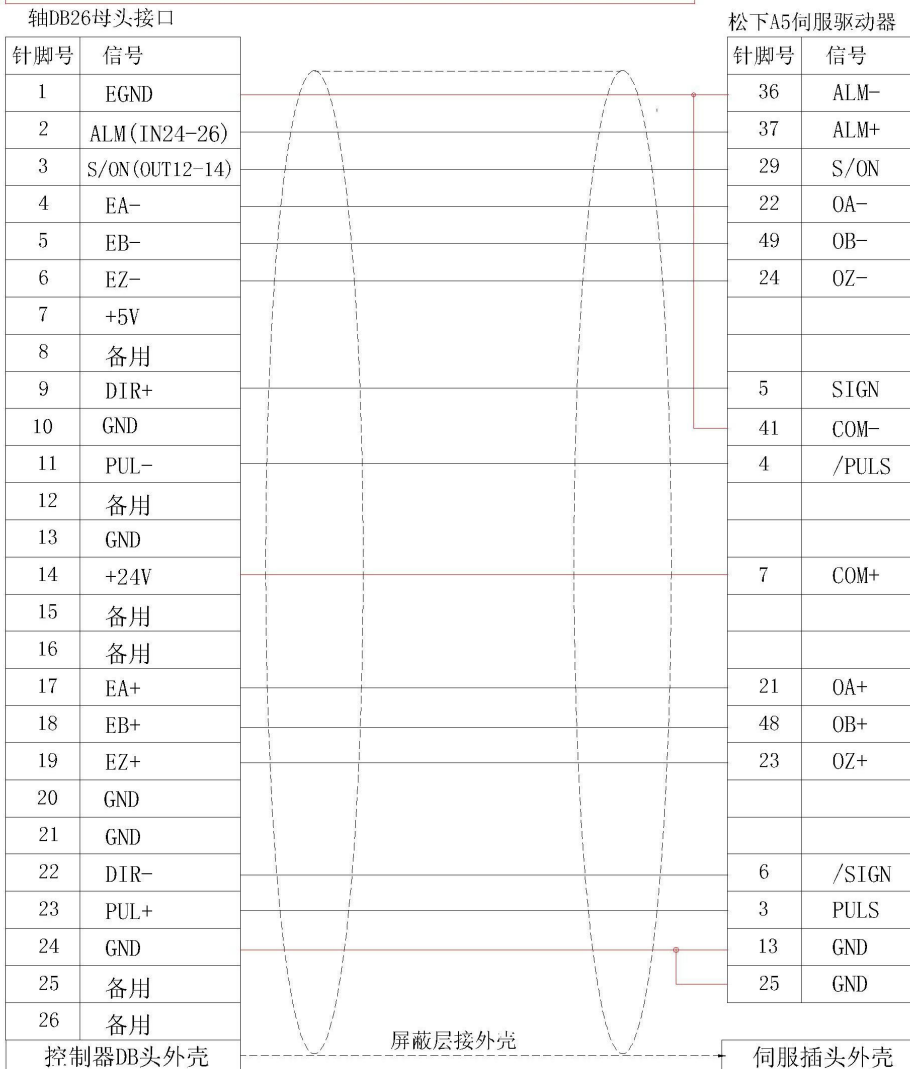 轴DB26母头接口 松下A5伺服驱动器
针脚号 信号 针脚号 信号
1 EGND 36 ALM-
2 ALM(IN24-26) 37 ALM+
3 S/ON(OUT12-14) 29 S/ON
4 EA- 22 OA-
5 EB- 49 OB-
6 EZ- 24 OZ-
7 +5V
8 备用
9 DIR+ 5 SIGN
10 GND 41 COM-
11 PUL- 4 /PULS
12 备用
13 GND
14 +24V 7 COM+
15 备用
16 备用
17 EA+ 21 OA+
18 EB+ 48 OB+
19 EZ+ 23 OZ+
20 GND
21 GND
22 DIR- 6 /SIGN
23 PUL+ 3 PULS
24 GND 13 GND
25 备用 25 GND
26 备用
控制器DB头外壳 屏蔽层接外壳 伺服插头外壳